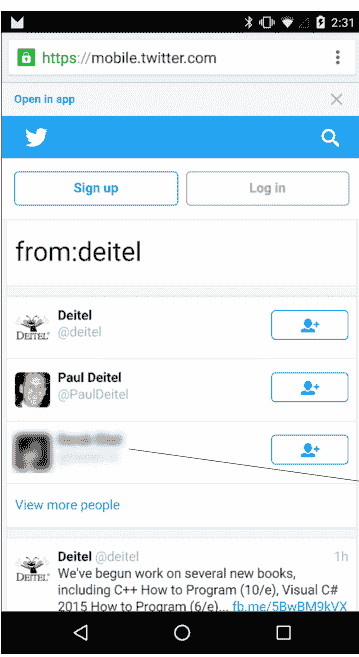 2:31
https://mobile.twitter.com
Open in app
Sign up
Log in
from:deitel
DEITEL
Deitel
@deitel
Paul Deitel
@PaulDeitel
View more people
DEITEL
Deitel @deitel 1h
We've begun work on several new books,
including C++ How to Program (10/e), Visual C#
2015 How to Program (6/e)... fb.me/5BwBM9kVX